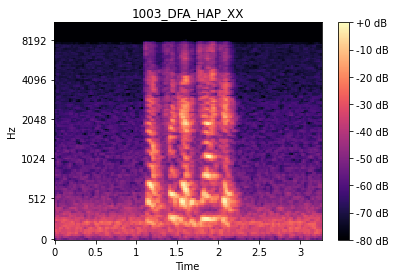 1003_DFA_HAP_XX
+0 dB
8192
-10 dB
4096
-20 dB
-30 dB
2048
Hz
-40 dB
1024
-50 dB
512
-60 dB
-70 dB
0
-80 dB
0 0.5 1 1.5 2 2.5 3
Time